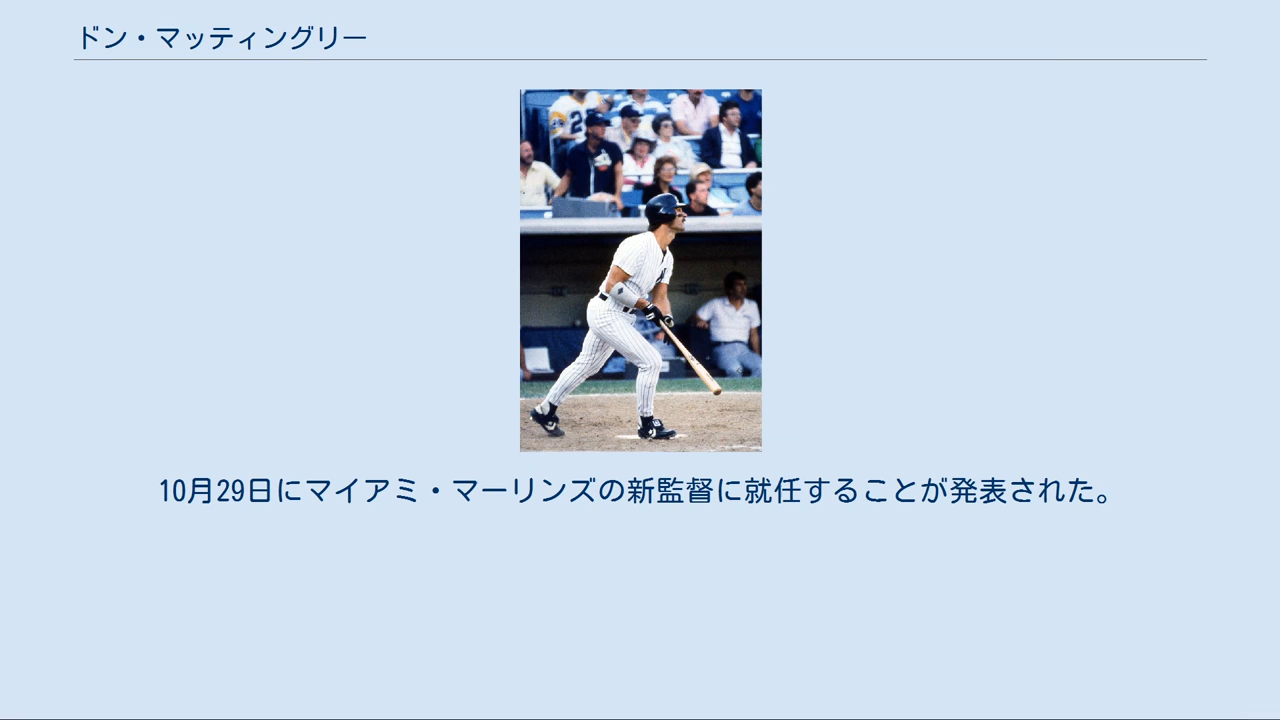 ドン・マッティングリー
10月29日にマイアミ・マーリンズの新監督に就任することが発表された。